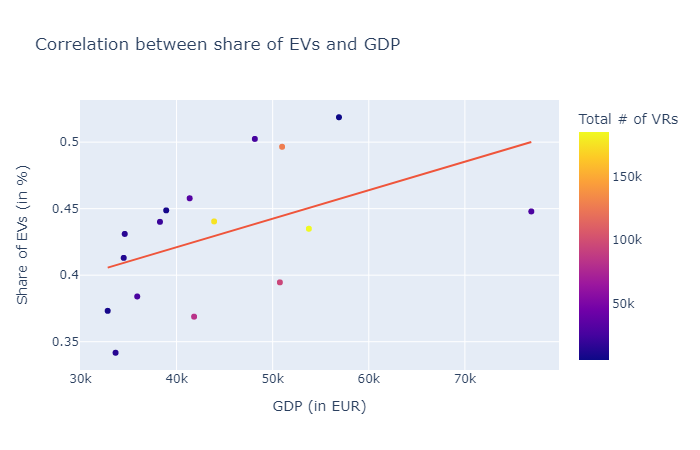 Correlation between share of EVs and GDP
Total # of VRs
0.5
0.45
0.4
0.35
Share of EVs (in %)
150k
100k
50k
30k 40k 50k 60k 70k
GDP (in EUR)